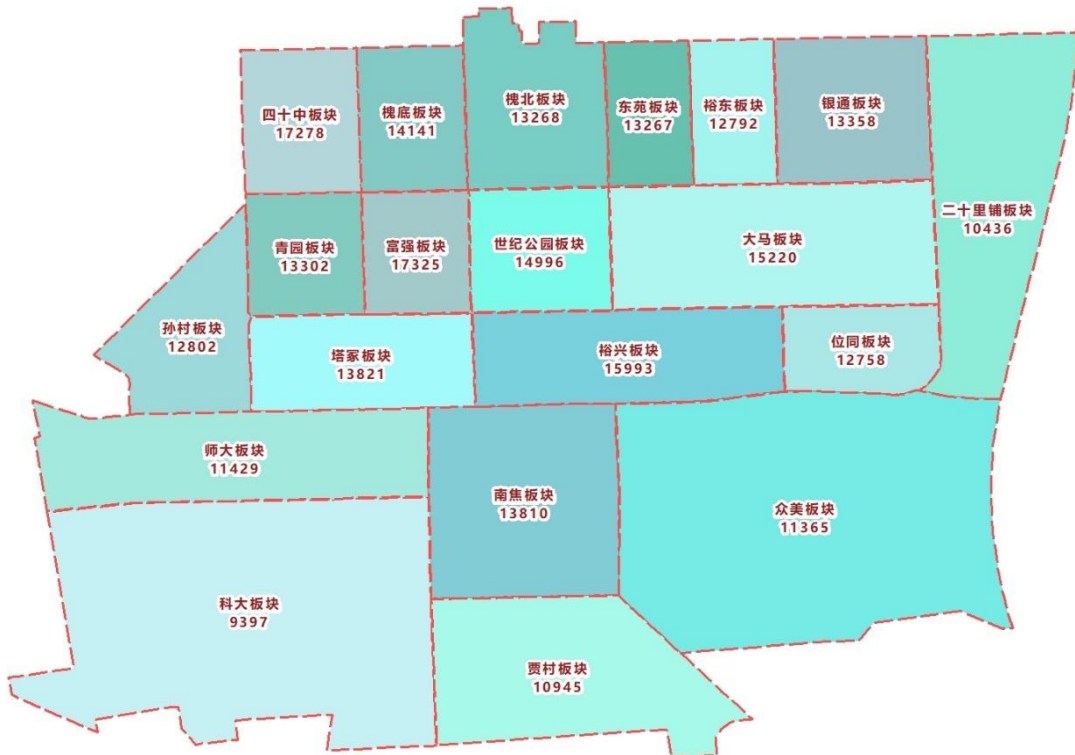 四十中板块
17278
槐底板块
14141
槐北板块
13268
东苑板块
13267
裕东板块
12792
银通板块
13358
二十里铺板块
10436
青园板块
13302
富强板块
17325
世纪公园板块
14996
大马板块
15220
孙村板块
12802
塔冢板块
13821
裕兴板块
15993
位同板块
12758
师大板块
11429
南焦板块
13810
众美板块
11365
科大板块
9397
贾村板块
10945